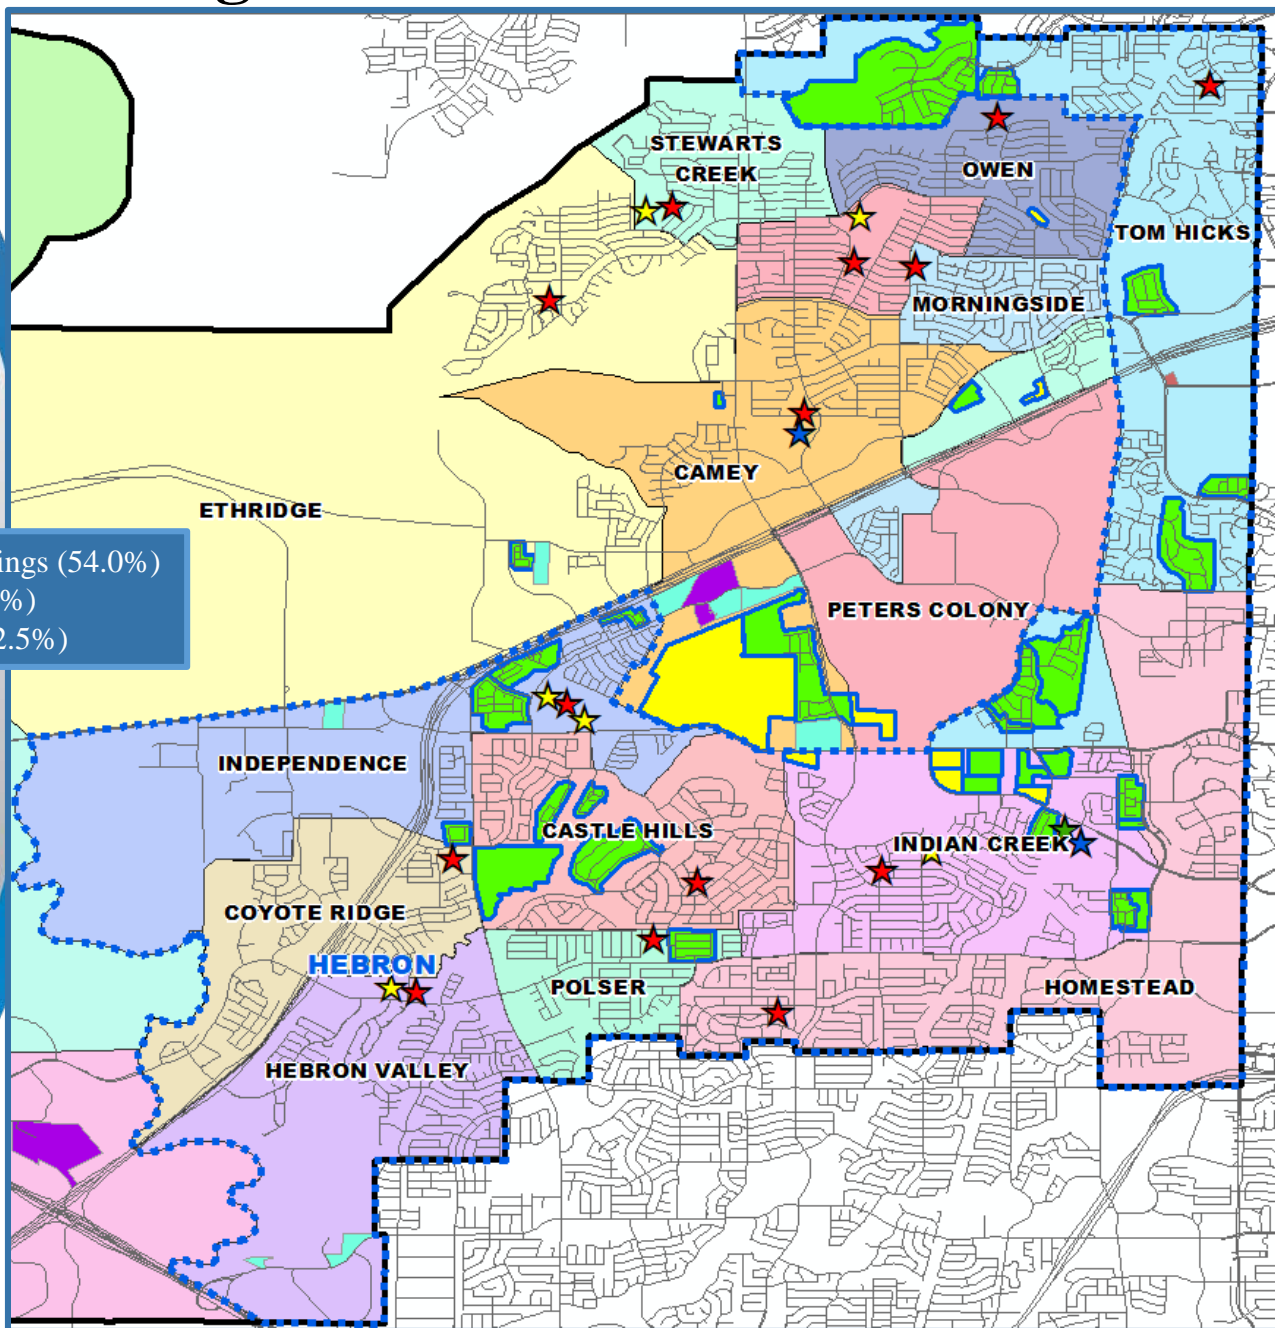 STEWARTS
CREEK
OWEN
TOM HICKS
MORNINGSIDE
CAMEY
ETHRIDGE
ings (54.0%)
%)
2.5%)
PETERS COLONY
INDEPENDENCE
CASTLE HILLS
INDIAN CREEK
COYOTE RIDGE
HEBRON
POLSER
HOMESTEAD
HEBRON VALLEY